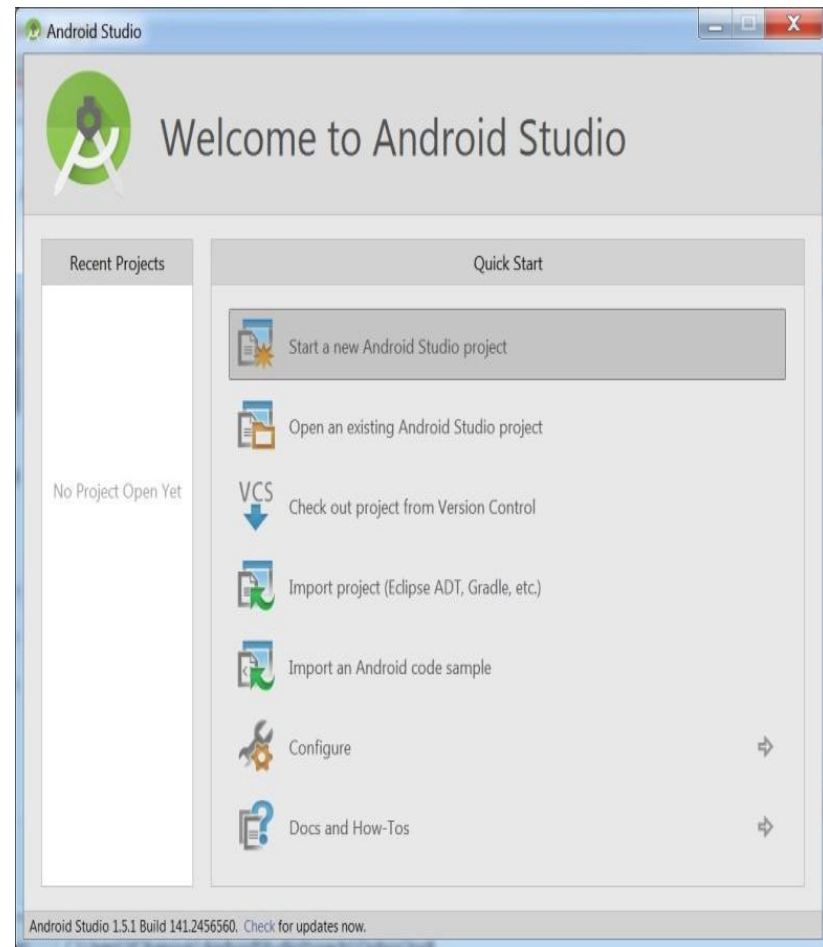 Android Studio
Welcome to Android Studio
Recent Projects
No Project Open Yet
Quick Start
Start a new Android Studio project
Open an existing Android Studio project
VCS
Check out project from Version Control
Import project (Eclipse ADT, Gradle, etc.)
Import an Android code sample
Configure
Docs and How-Tos
Android Studio 1.5.1 Build 141.2456560. Check for updates now.